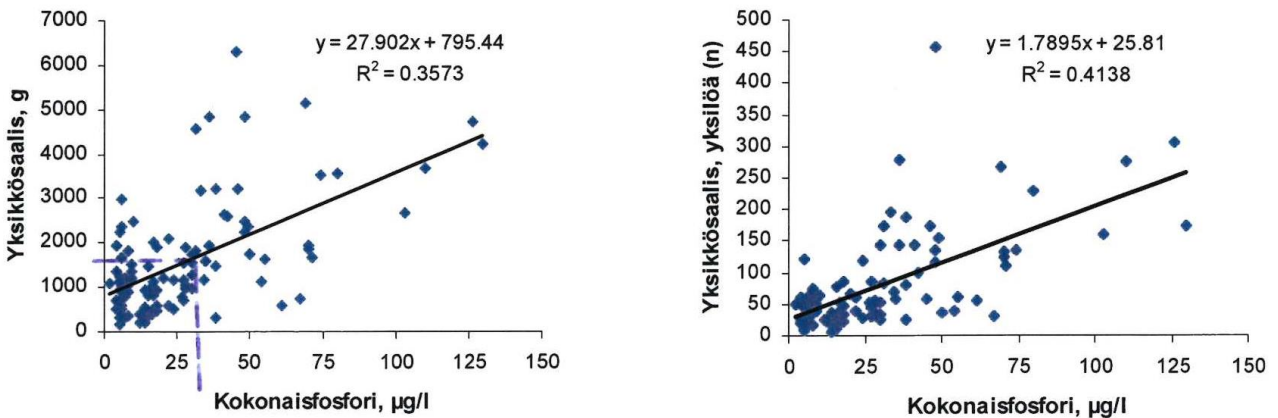 7000
6000
5000
4000
3000
2000
1000
0
Yksikkösaalis, g
y = 27.902x + 795.44
R² = 0.3573
0 25 50 75 100 125 150
Kokonaisfosfori, µg/l
500
450
400
350
300
250
200
150
100
50
0
Yksikkösaalis, yksilöä (n)
y = 1.7895x + 25.81
R² = 0.4138
0 25 50 75 100 125 150
Kokonaisfosfori, µg/l